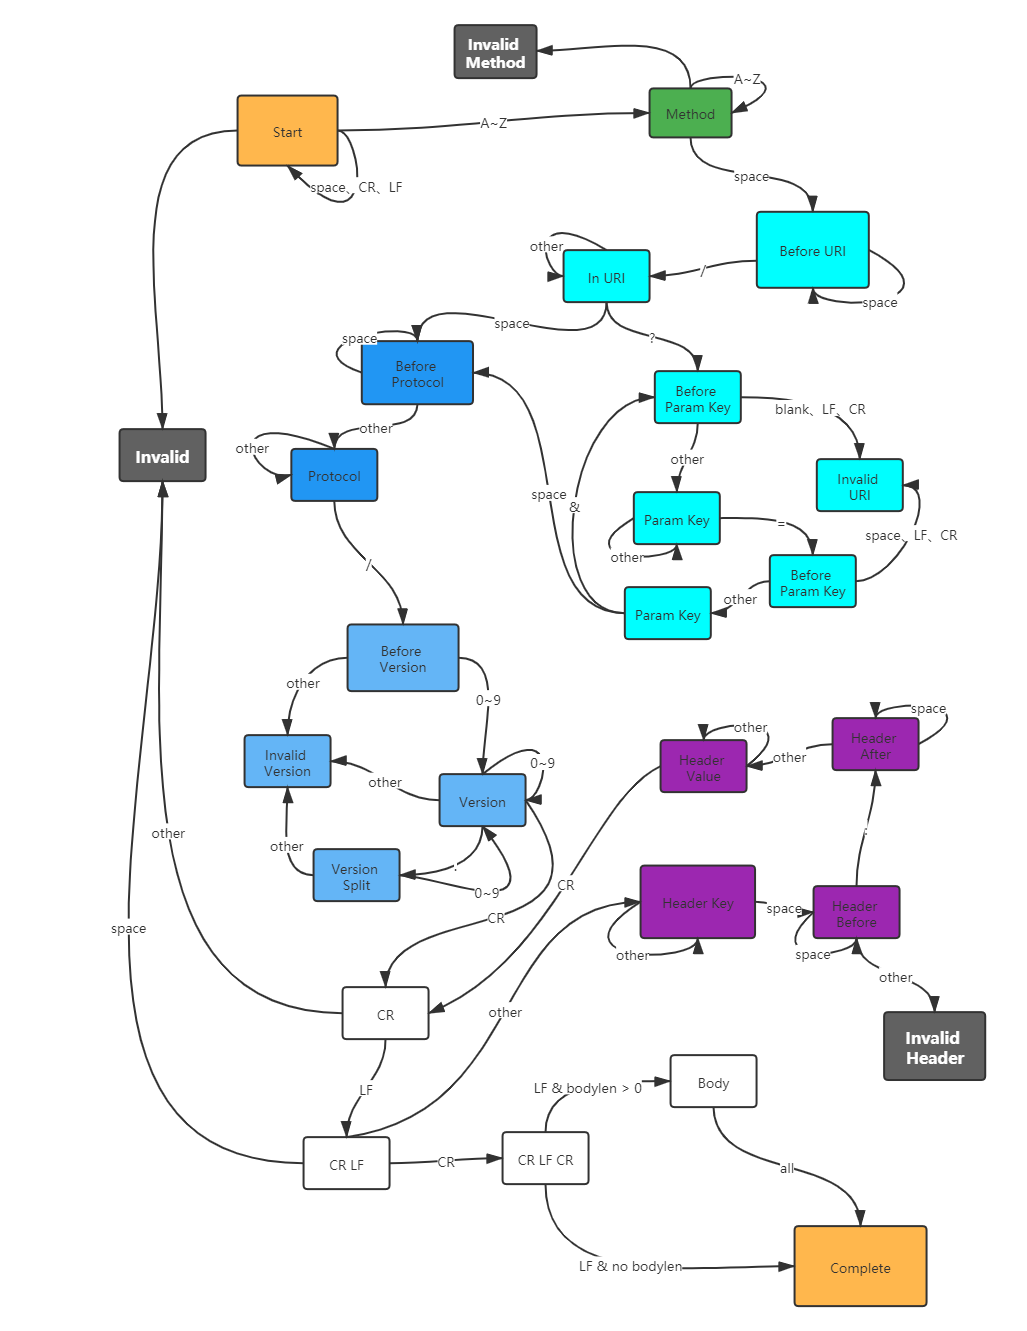 Invalid
Method
A~Z
Method
Start
A~Z
space、CR、LF
space
Before URI
other
In URI
/
space
space
?
space
Before
Protocol
Before
Param Key
blank、LF、CR
other
other
Invalid
other
Protocol
Invalid
URI
space
&
Param Key
=
space、LF、CR
other
/
Before
Param Key
other
Param Key
Before
Version
other
0~9
space
other
Header
After
Invalid
Version
other
Header
Value
other
0~9
Version
other
other
Version
Split
.
0~9
CR
:
space
Header Key
Header
Before
CR
space
other
space
other
CR
other
Invalid
Header
LF
LF & bodylen > 0
Body
CR LF
CR
CR LF CR
all
LF & no bodylen
Complete